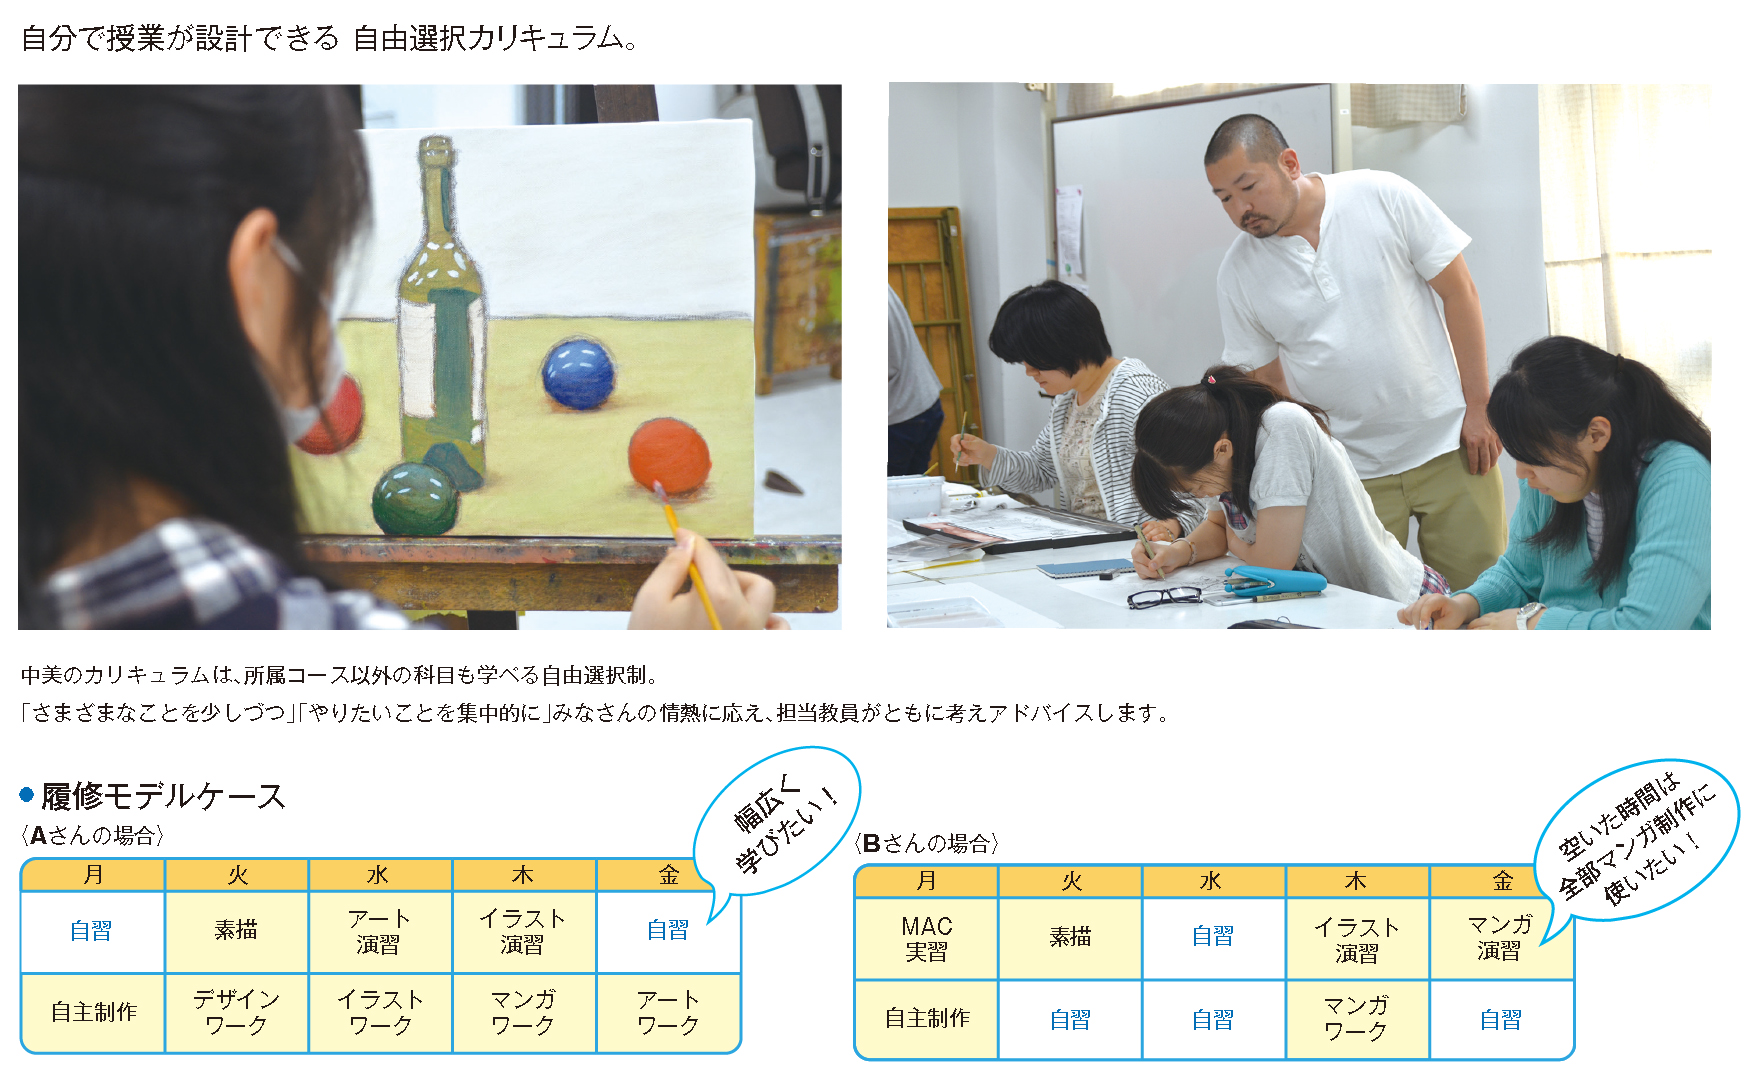 自分で授業が設計できる 自由選択カリキュラム。
中美のカリキュラムは、所属コース以外の科目も学べる自由選択制。
「さまざまなことを少しづつ」「やりたいことを集中的に」みなさんの情熱に応え、担当教員がともに考えアドバイスします。
●履修モデルケース
〈Aさんの場合〉
幅広く
学びたい！
月 火 水 木 金
自習 素描 アート 演習 イラスト 演習 自習
自主制作 デザイン ワーク イラスト ワーク マンガ ワーク アート ワーク
〈Bさんの場合〉
空いた時間は
全部マンガ制作に
使いたい！
月 火 水 木 金
MAC 実習 素描 自習 イラスト 演習 マンガ 演習
自主制作 自習 自習 マンガ ワーク 自習